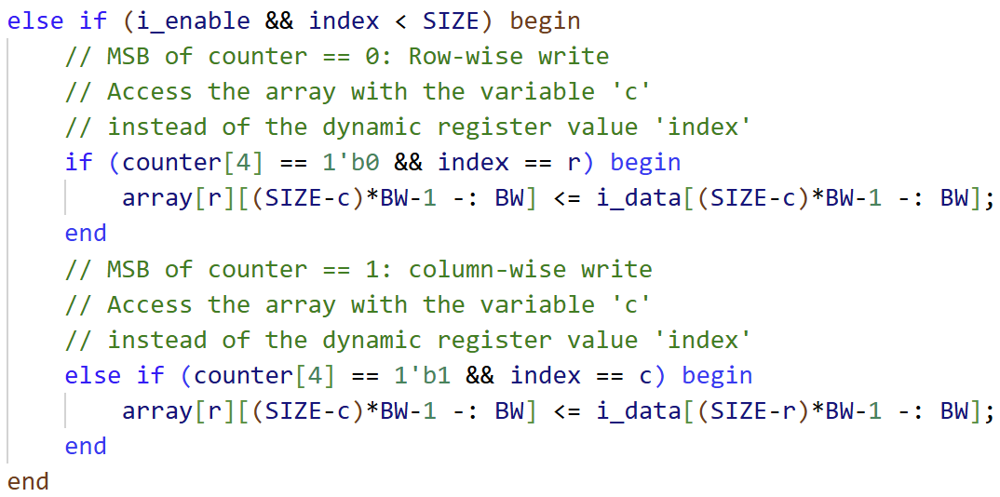 else if (i_enable && index < SIZE) begin
    // MSB of counter == 0: Row-wise write
    // Access the array with the variable 'c'
    // instead of the dynamic register value 'index'
    if (counter[4] == 1'b0 && index == r) begin
        array[r][(SIZE-c)*BW-1 -: BW] <= i_data[(SIZE-c)*BW-1 -: BW];
    end
    // MSB of counter == 1: column-wise write
    // Access the array with the variable 'c'
    // instead of the dynamic register value 'index'
    else if (counter[4] == 1'b1 && index == c) begin
        array[r][(SIZE-c)*BW-1 -: BW] <= i_data[(SIZE-r)*BW-1 -: BW];
    end
end